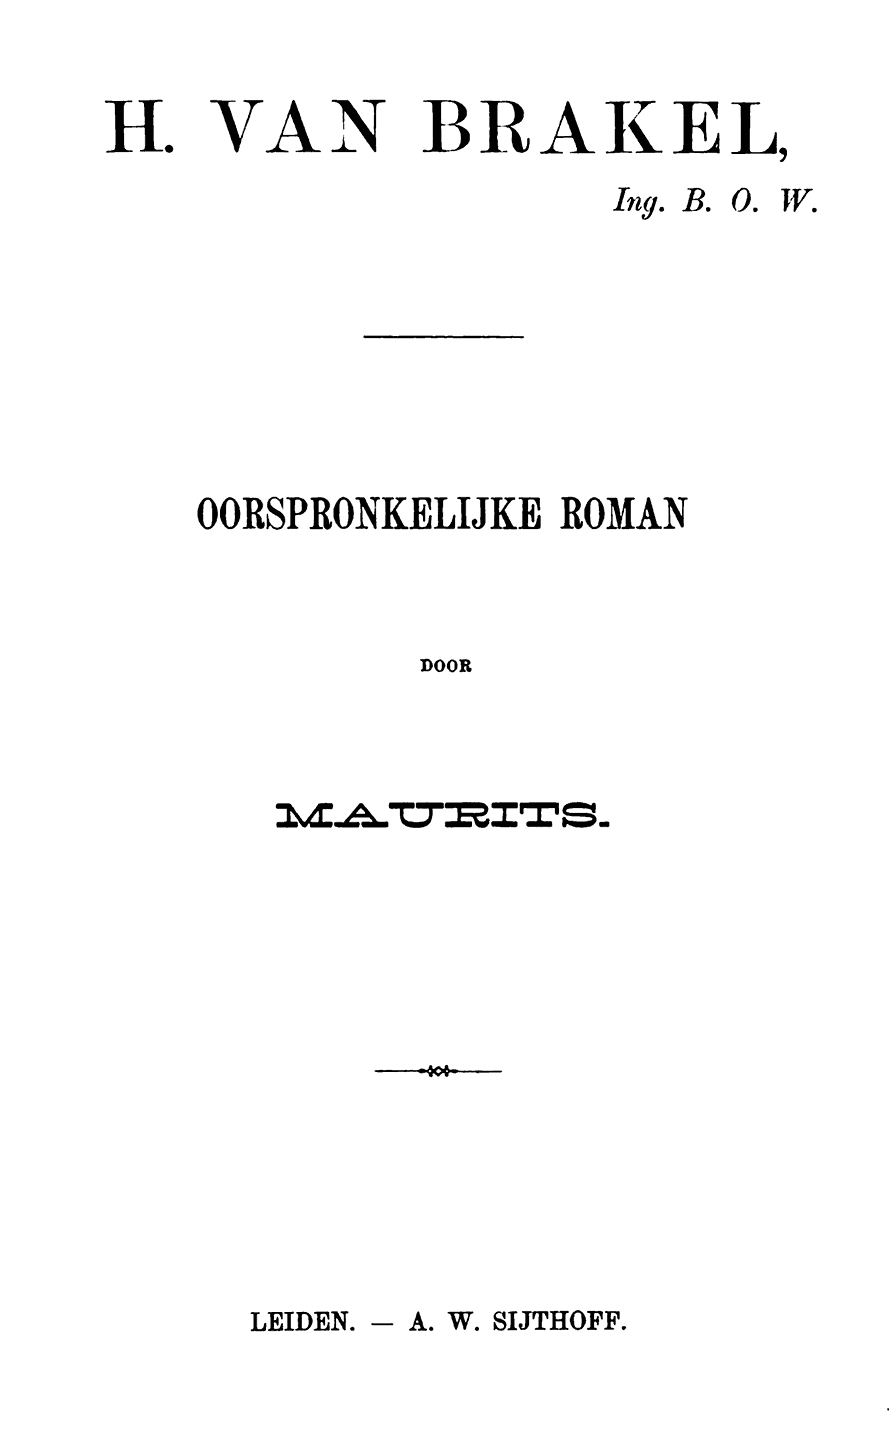 H. VAN BRAKEL,
Ing. B. O. W.
OORSPRONKELIJKE ROMAN
DOOR
MAURITS.
LEIDEN. — A. W. SIJTHOFF.